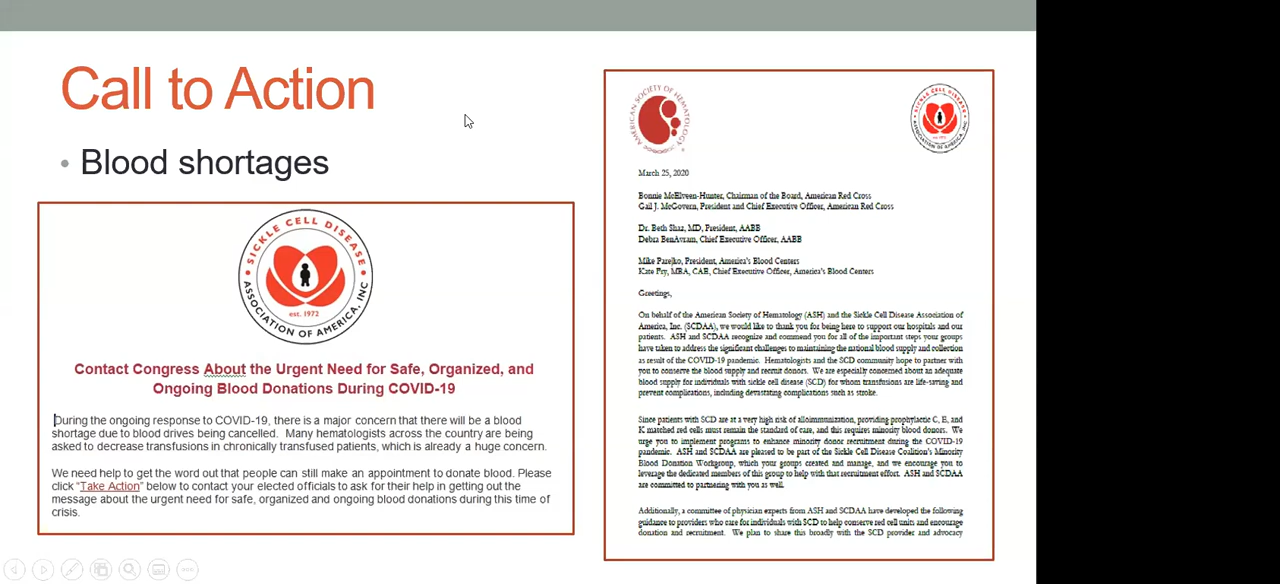 Call to Action
• Blood shortages
SICKLE CELL DISEASE
ASSOCIATION OF AMERICA, INC
est. 1972
Contact Congress About the Urgent Need for Safe, Organized, and
Ongoing Blood Donations During COVID-19
During the ongoing response to COVID-19, there is a major concern that there will be a blood
shortage due to blood drives being cancelled.  Many hematologists across the country are being
asked to decrease transfusions in chronically transfused patients, which is already a huge concern.
We need help to get the word out that people can still make an appointment to donate blood. Please
click “Take Action” below to contact your elected officials to ask for their help in getting out the
message about the urgent need for safe, organized and ongoing blood donations during this time of
crisis.
AMERICAN SOCIETY OF HEMATOLOGY
SICKLE CELL DISEASE
ASSOCIATION OF AMERICA, INC
March 25, 2020
Bonnie McElveen-Hunter, Chairman of the Board, American Red Cross
Gail J. McGovern, President and Chief Executive Officer, American Red Cross
Dr. Beth Shaz, MD, President, AABB
Debra BenAvram, Chief Executive Officer, AABB
Mike Parejko, President, America's Blood Centers
Kate Fry, MBA, CAE, Chief Executive Officer, America's Blood Centers
Greetings,
On behalf of the American Society of Hematology (ASH) and the Sickle Cell Disease Association of
America, Inc. (SCDAA), we would like to thank you for being here to support our hospitals and our
patients.  ASH and SCDAA recognize and commend you for all of the important steps your groups
have taken to address the significant challenges to maintaining the national blood supply and collection
as result of the COVID-19 pandemic.  Hematologists and the SCD community hope to partner with
you to conserve the blood supply and recruit donors.  We are especially concerned about an adequate
blood supply for individuals with sickle cell disease (SCD) for whom transfusions are life-saving and
prevent complications, including devastating complications such as stroke.
Since patients with SCD are at a very high risk of alloimmunization, providing prophylactic C, E, and
K matched red cells must remain the standard of care, and this requires minority blood donors.  We
urge you to implement programs to enhance minority donor recruitment during the COVID-19
pandemic.  ASH and SCDAA are pleased to be part of the Sickle Cell Disease Coalition's Minority
Blood Donation Workgroup, which your groups created and manage, and we encourage you to
leverage the dedicated members of this group to help with that recruitment effort.  ASH and SCDAA
are committed to partnering with you as well.
Additionally, a committee of physician experts from ASH and SCDAA have developed the following
guidance to providers who care for individuals with SCD to help conserve red cell units and encourage
donation and recruitment.  We plan to share this broadly with the SCD provider and advocacy